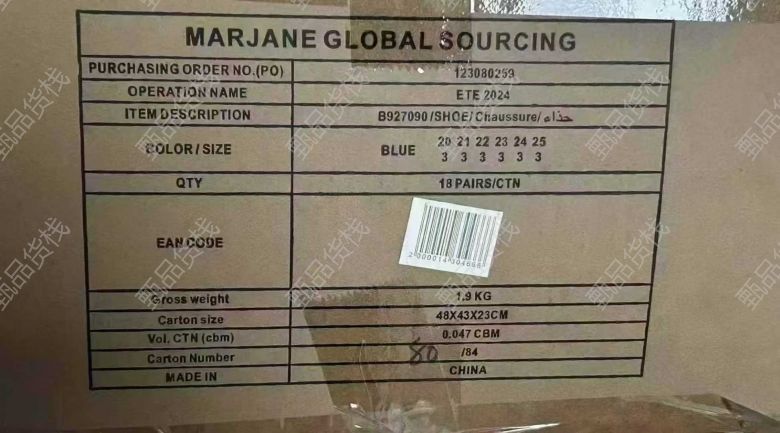 MARJANE GLOBAL SOURCING
PURCHASING ORDER NO.(PO) 123080259
OPERATION NAME ETE 2024
ITEM DESCRIPTION B927090/SHOE/Chaussure/حذاء
COLOR/SIZE BLUE 20 21 22 23 24 25
3 3 3 3 3 3
QTY 18 PAIRS/CTN
EAN CODE
Gross weight 1.9 KG
Carton size 48X43X23CM
Vol. CTN (cbm) 0.047 CBM
Carton Number 80 /84
MADE IN CHINA
甄品货栈